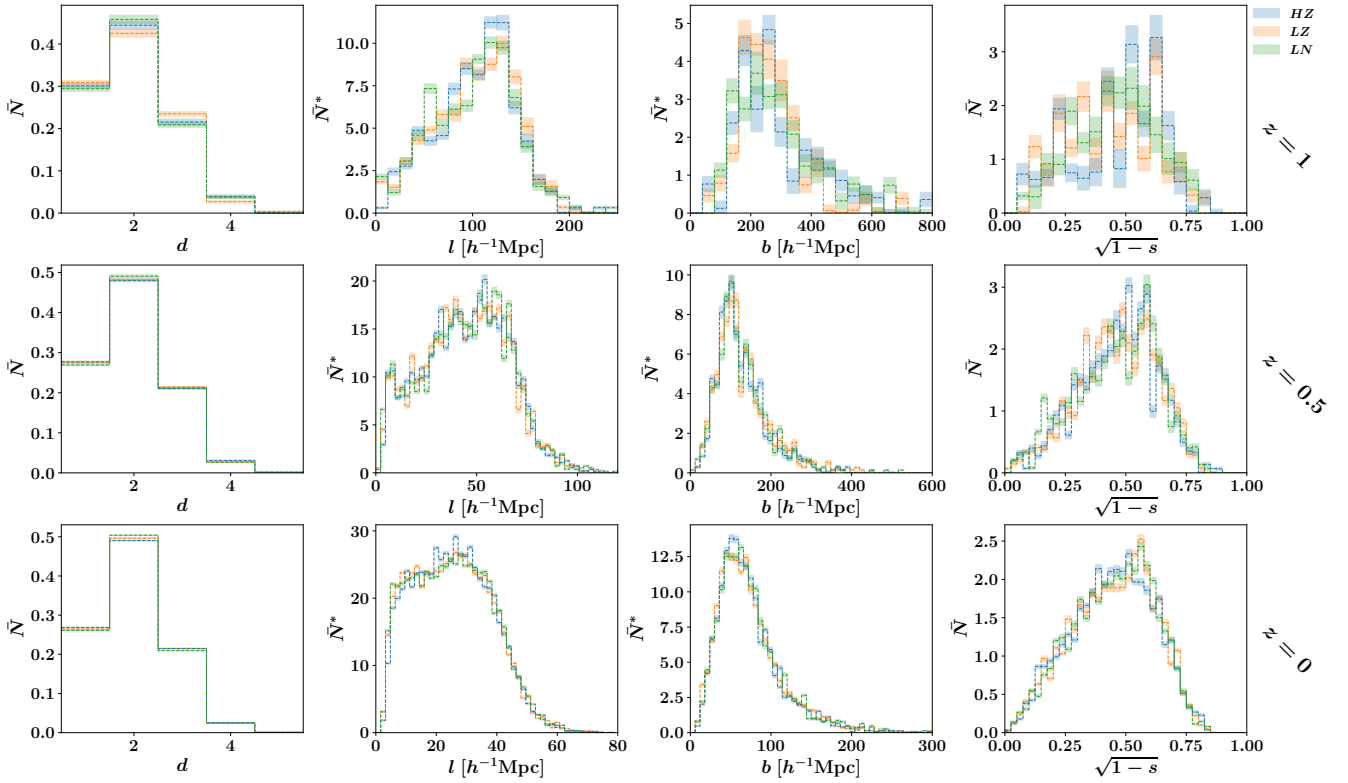 0.4
0.3
0.2
0.1
0.0
N̄
2 4
d
10.0
7.5
5.0
2.5
0.0
N̄*
0 100 200
l [h⁻¹Mpc]
5
4
3
2
1
0
N̄*
0 200 400 600 800
b [h⁻¹Mpc]
3
2
1
0
N̄
0.00 0.25 0.50 0.75 1.00
√1 − s
HZ
LZ
LN
z = 1
0.5
0.4
0.3
0.2
0.1
0.0
N̄
2 4
d
20
15
10
5
0
N̄*
0 50 100
l [h⁻¹Mpc]
10
8
6
4
2
0
N̄*
0 200 400 600
b [h⁻¹Mpc]
3
2
1
0
N̄
0.00 0.25 0.50 0.75 1.00
√1 − s
z = 0.5
0.5
0.4
0.3
0.2
0.1
0.0
N̄
2 4
d
30
20
10
0
N̄*
0 20 40 60 80
l [h⁻¹Mpc]
12.5
10.0
7.5
5.0
2.5
0.0
N̄*
0 100 200 300
b [h⁻¹Mpc]
2.5
2.0
1.5
1.0
0.5
0.0
N̄
0.00 0.25 0.50 0.75 1.00
√1 − s
z = 0